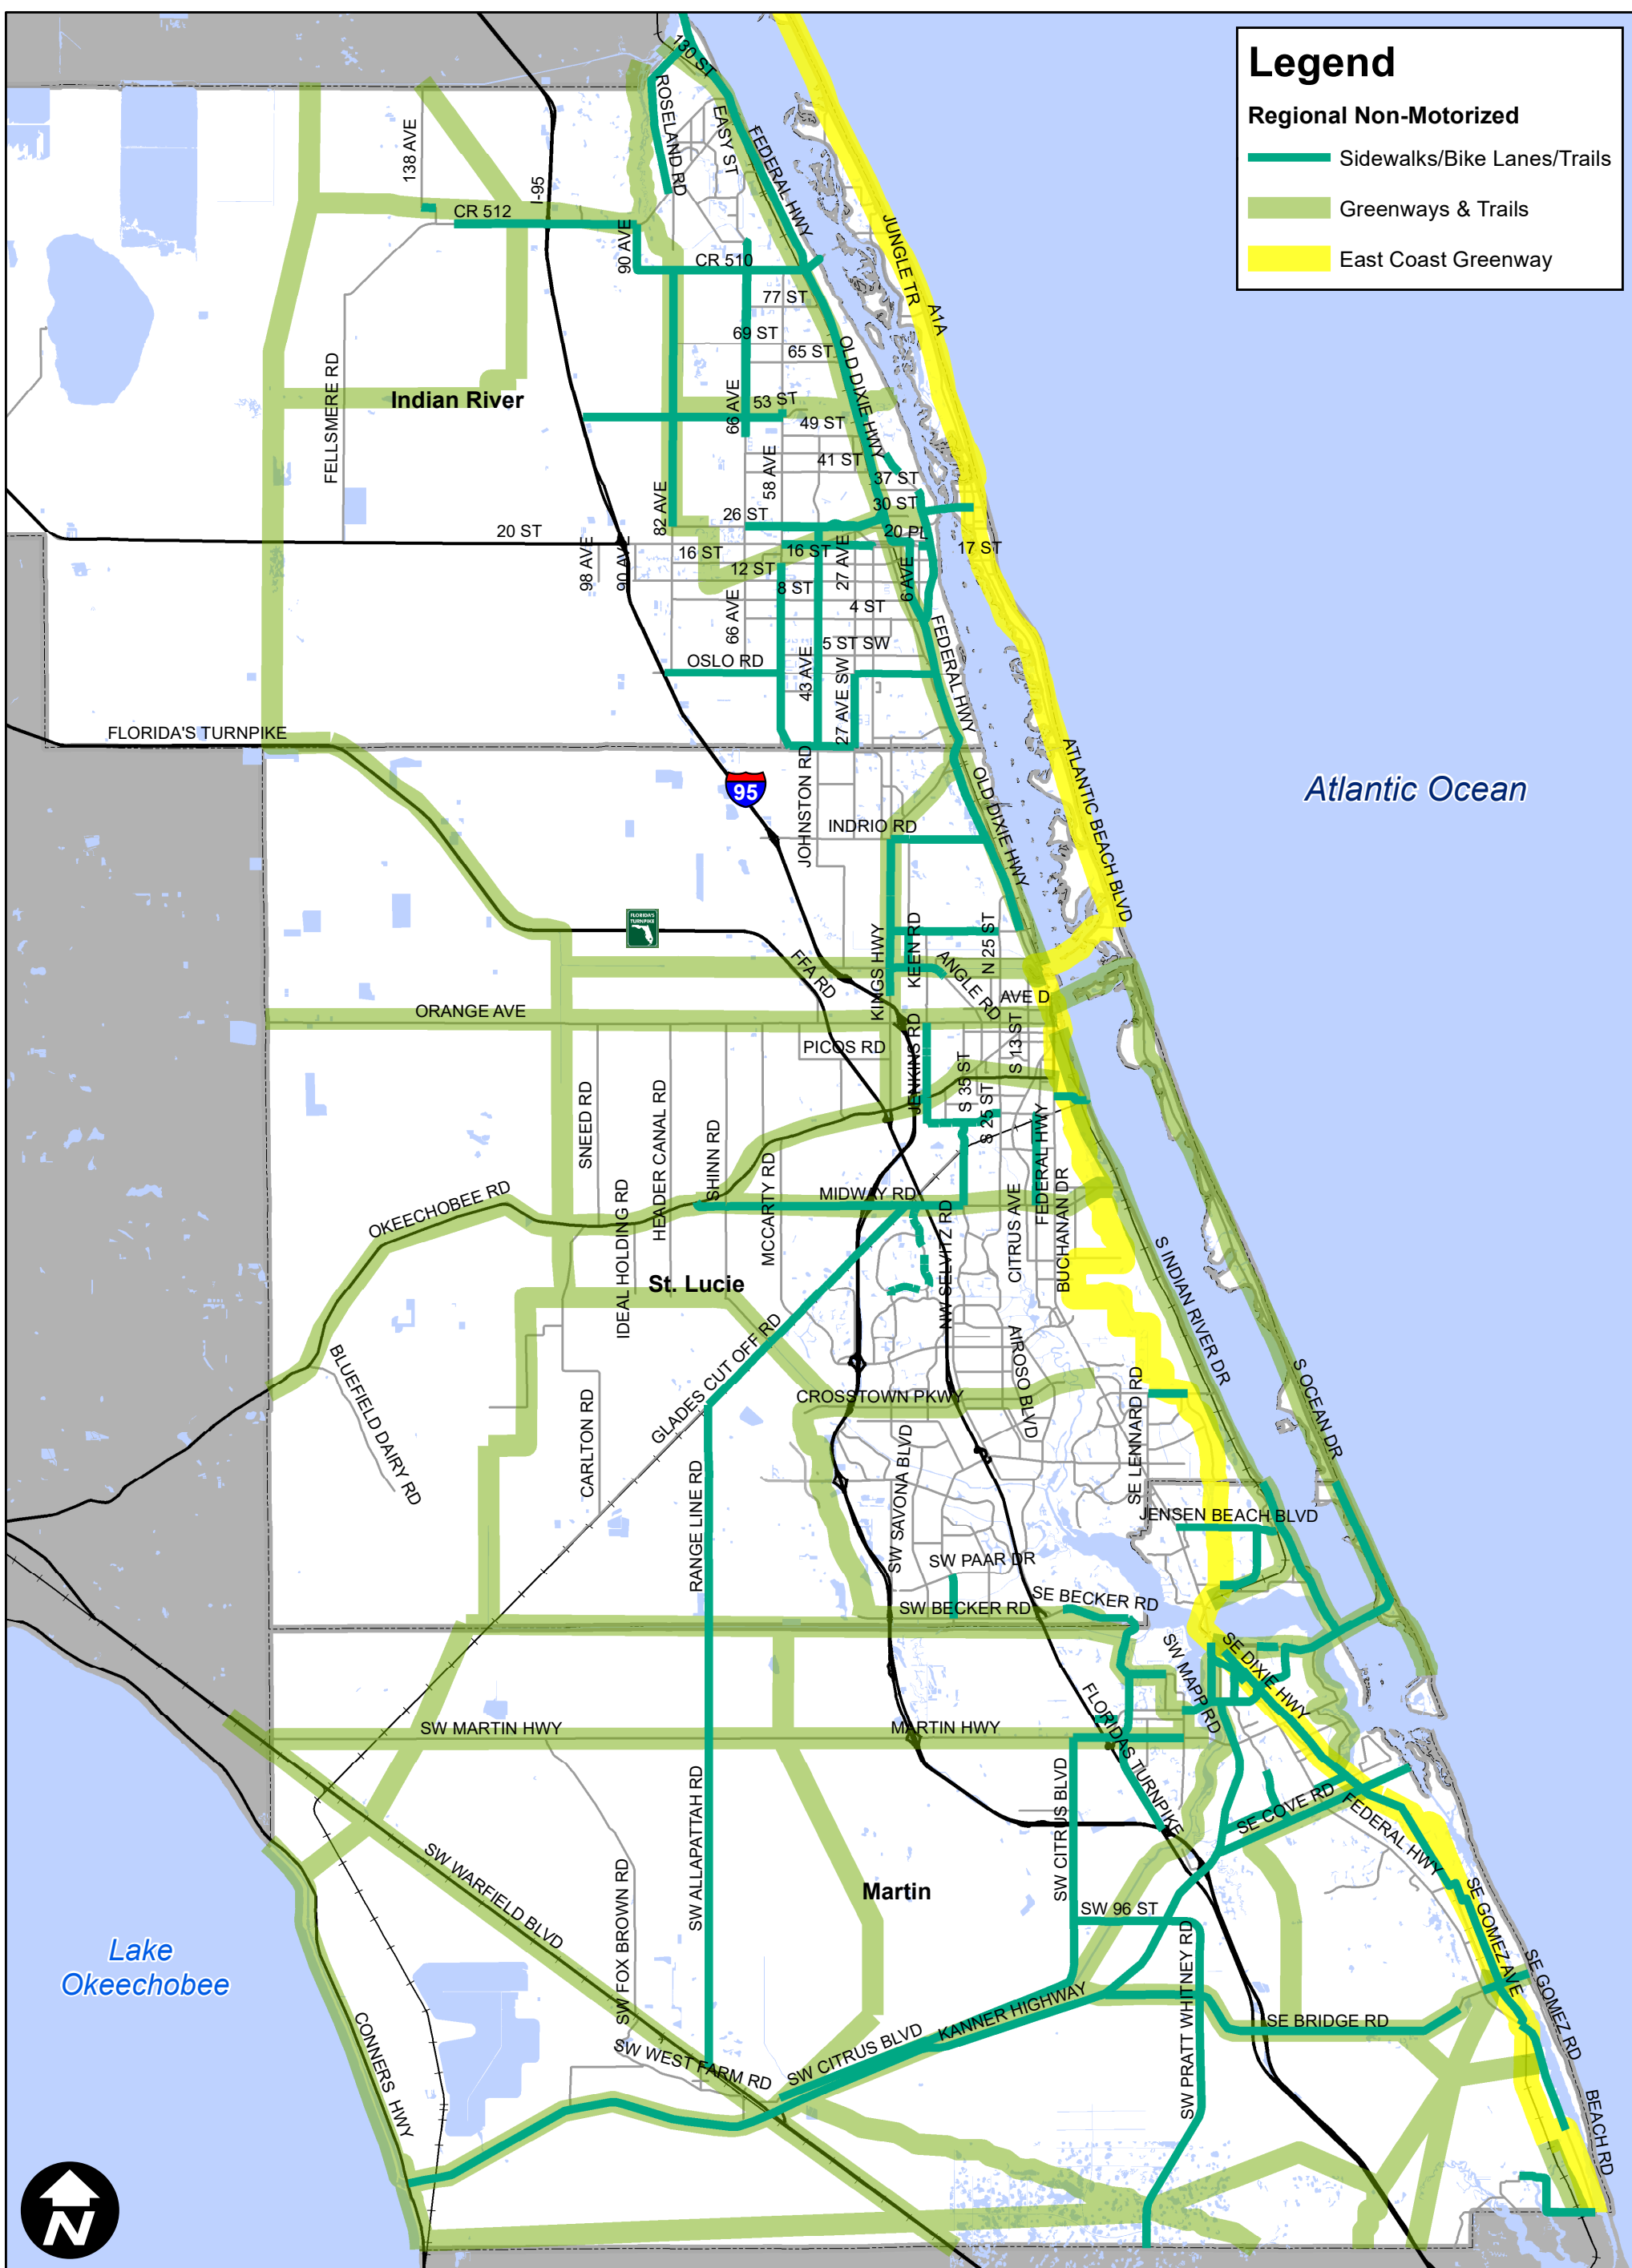 Legend
Regional Non-Motorized
Sidewalks/Bike Lanes/Trails
Greenways & Trails
East Coast Greenway
130 ST
ROSELAND RD
EASY ST
FEDERAL HWY
138 AVE
I-95
CR 512
90 AVE
CR 510
JUNGLE TR
A1A
77 ST
69 ST
65 ST
OLD DIXIE HWY
FELLSMERE RD
Indian River
66 AVE
53 ST
49 ST
58 AVE
41 ST
37 ST
82 AVE
30 ST
26 ST
20 ST
20 PL
17 ST
98 AVE
90 AVE
16 ST
16 ST
27 AVE
12 ST
8 ST
6 AVE
4 ST
66 AVE
5 ST SW
FEDERAL HWY
OSLO RD
43 AVE
27 AVE SW
FLORIDA'S TURNPIKE
JOHNSTON RD
OLD DIXIE HWY
ATLANTIC BEACH BLVD
95
Atlantic Ocean
INDRIO RD
FLORIDA'S
TURNPIKE
FFA RD
KINGS HWY
KEEN RD
ANGLE RD
N 25 ST
AVE D
ORANGE AVE
PICOS RD
JENKINS RD
S 13 ST
S 35 ST
S 25 ST
SNEED RD
HEADER CANAL RD
SHINN RD
MCCARTY RD
FEDERAL HWY
OKEECHOBEE RD
MIDWAY RD
IDEAL HOLDING RD
CITRUS AVE
BUCHANAN DR
NW SELVITZ RD
S INDIAN RIVER DR
St. Lucie
BLUEFIELD DAIRY RD
GLADES CUT OFF RD
AIROSO BLVD
S OCEAN DR
CARLTON RD
CROSSTOWN PKWY
SE LENNARD RD
SW SAVONA BLVD
RANGE LINE RD
JENSEN BEACH BLVD
SW PAAR DR
SE BECKER RD
SW BECKER RD
SW MAPP RD
SE DIXIE HWY
SW MARTIN HWY
MARTIN HWY
FLORIDAS TURNPIKE
SW ALLAPATTAH RD
SW CITRUS BLVD
SE COVE RD
FEDERAL HWY
SW WARFIELD BLVD
SW FOX BROWN RD
Martin
SW 96 ST
SE GOMEZ AVE
SW PRATT WHITNEY RD
SE GOMEZ RD
Lake
Okeechobee
KANNER HIGHWAY
SE BRIDGE RD
CONNERS HWY
SW WEST FARM RD
SW CITRUS BLVD
BEACH RD
N